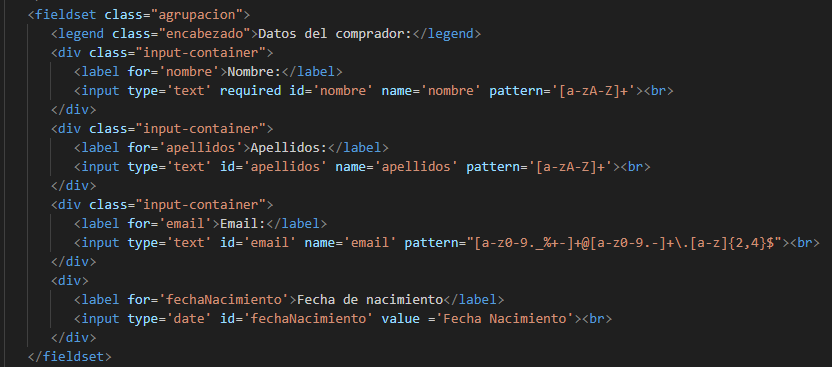 <fieldset class="agrupacion">
<legend class="encabezado">Datos del comprador:</legend>
<div class="input-container">
<label for='nombre'>Nombre:</label>
<input type='text' required id='nombre' name='nombre' pattern='[a-zA-Z]+'><br>
</div>
<div class="input-container">
<label for='apellidos'>Apellidos:</label>
<input type='text' id='apellidos' name='apellidos' pattern='[a-zA-Z]+'><br>
</div>
<div class="input-container">
<label for='email'>Email:</label>
<input type='text' id='email' name='email' pattern="[a-z0-9._%+-]+@[a-z0-9.-]+\.[a-z]{2,4}$"><br>
</div>
<div>
<label for='fechaNacimiento'>Fecha de nacimiento</label>
<input type='date' id='fechaNacimiento' value ='Fecha Nacimiento'><br>
</div>
</fieldset>